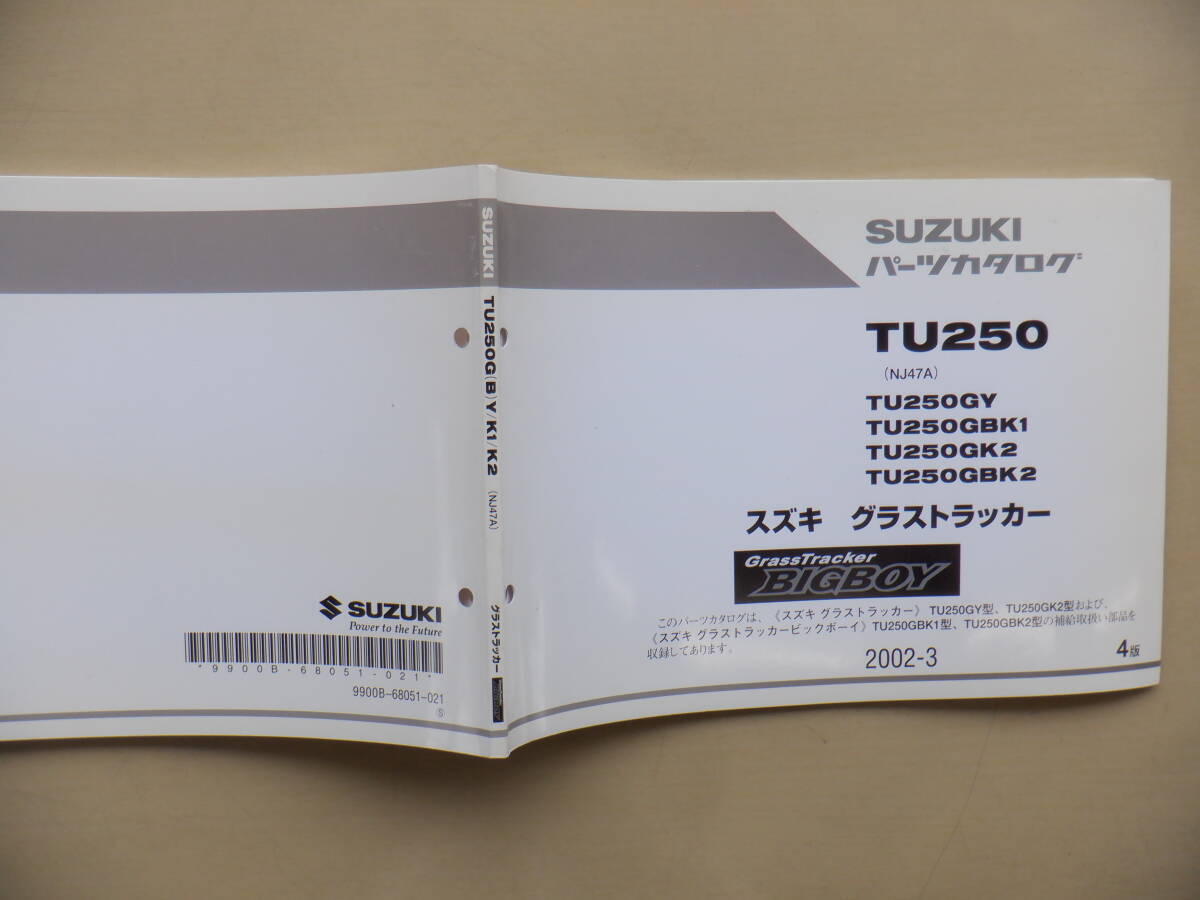 SUZUKI
パーツカタログ
TU250
(NJ47A)
TU250GY
TU250GBK1
TU250GK2
TU250GBK2
スズキ グラストラッカー
GrassTracker
BIGBOY
このパーツカタログは、《スズキ グラストラッカー》 TU250GY型、TU250GK2型および、
《スズキ グラストラッカービックボーイ》TU250GBK1型、TU250GBK2型の補給取扱い部品を
収録してあります。
2002-3
4版
SUZUKI TU250G(B)Y/K1/K2 (NJ47A) グラストラッカー
SUZUKI
Power to the Future
*9900B-68051-021*
9900B-68051-021
Ⓢ